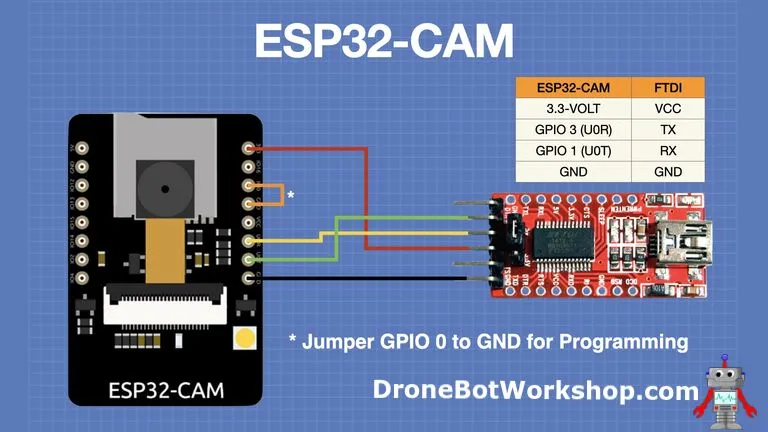 ESP32-CAM
ESP32-CAM FTDI
3.3-VOLT VCC
GPIO 3 (U0R) TX
GPIO 1 (U0T) RX
GND GND
*
* Jumper GPIO 0 to GND for Programming
ESP32-CAM
DroneBotWorkshop.com